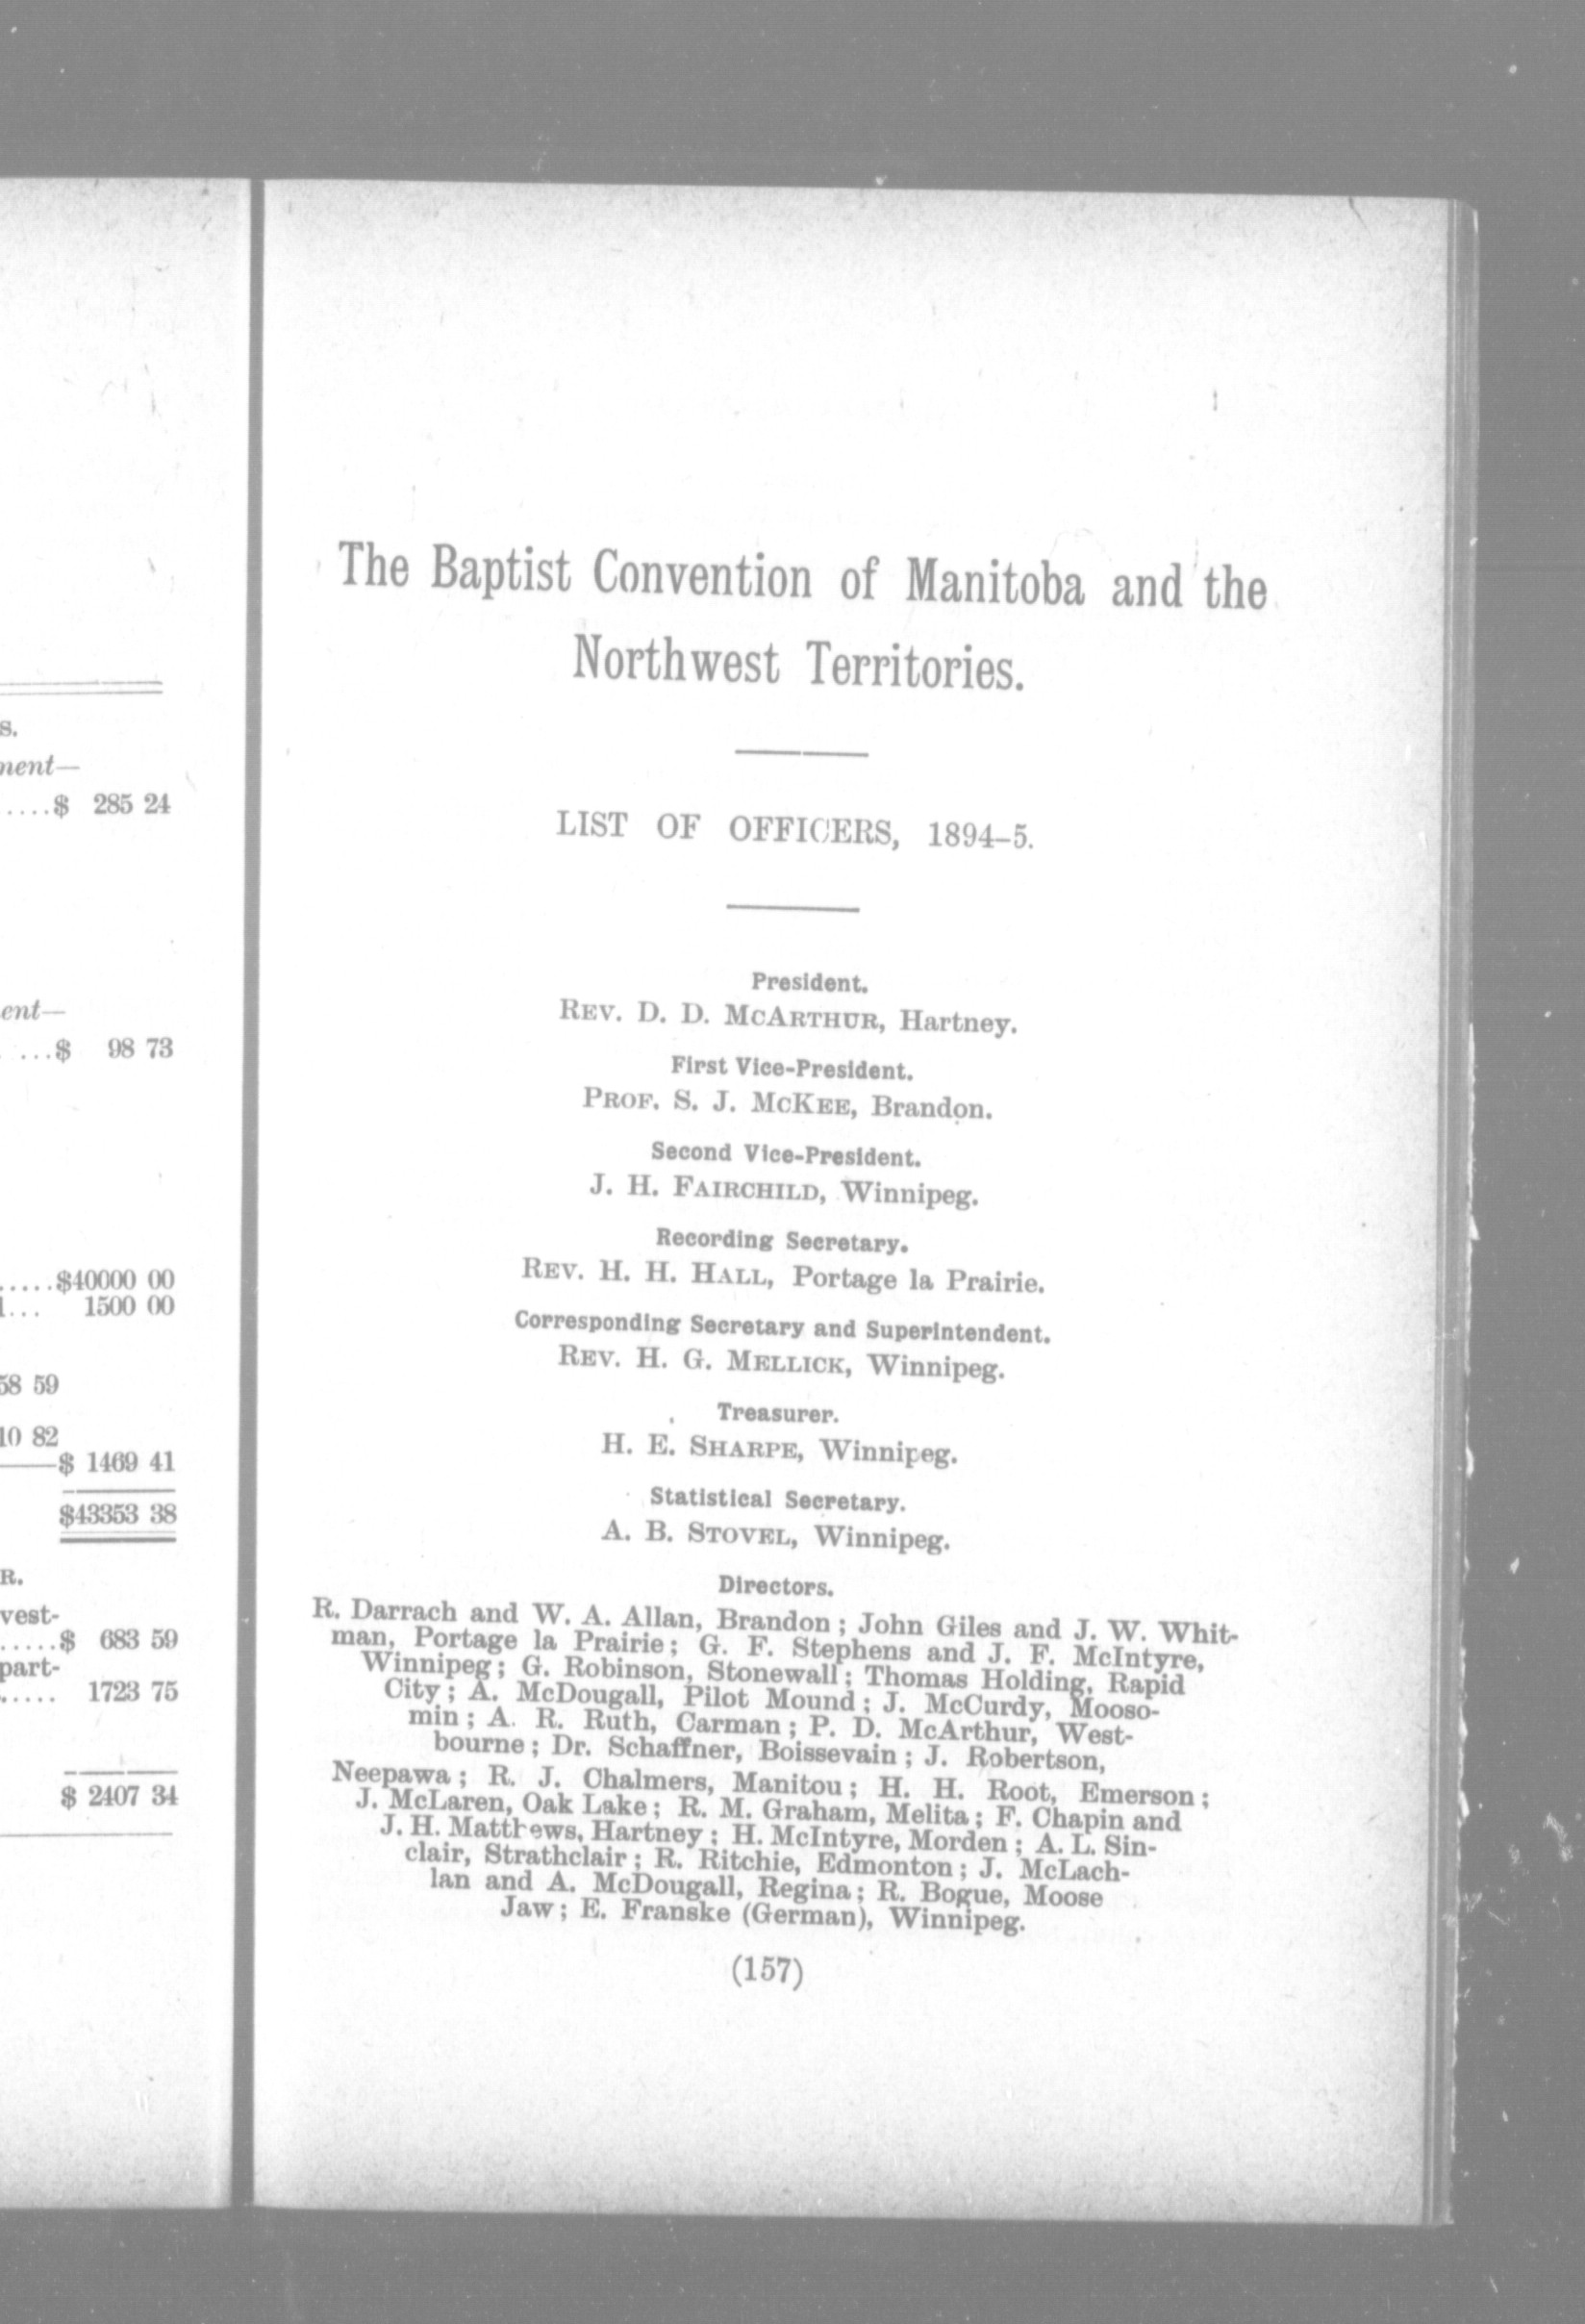 s.
ment—
....$ 285 24
ent—
...$ 98 73
.....$40000 00
1... 1500 00
58 59
10 82
$ 1469 41
$43353 38
R.
vest-
.....$ 683 59
part-
..... 1723 75
$ 2407 34
The Baptist Convention of Manitoba and the
Northwest Territories.
LIST OF OFFICERS, 1894–5.
President.
REV. D. D. MCARTHUR, Hartney.
First Vice-President.
PROF. S. J. MCKEE, Brandon.
Second Vice-President.
J. H. FAIRCHILD, Winnipeg.
Recording Secretary.
REV. H. H. HALL, Portage la Prairie.
Corresponding Secretary and Superintendent.
REV. H. G. MELLICK, Winnipeg.
Treasurer.
H. E. SHARPE, Winnipeg.
Statistical Secretary.
A. B. STOVEL, Winnipeg.
Directors.
R. Darrach and W. A. Allan, Brandon ; John Giles and J. W. Whit-
man, Portage la Prairie ; G. F. Stephens and J. F. McIntyre,
Winnipeg ; G. Robinson, Stonewall ; Thomas Holding, Rapid
City ; A. McDougall, Pilot Mound ; J. McCurdy, Mooso-
min ; A. R. Ruth, Carman ; P. D. McArthur, West-
bourne ; Dr. Schaffner, Boissevain ; J. Robertson,
Neepawa ; R. J. Chalmers, Manitou ; H. H. Root, Emerson ;
J. McLaren, Oak Lake ; R. M. Graham, Melita ; F. Chapin and
J. H. Matthews, Hartney ; H. McIntyre, Morden ; A. L. Sin-
clair, Strathclair ; R. Ritchie, Edmonton ; J. McLach-
lan and A. McDougall, Regina ; R. Bogue, Moose
Jaw ; E. Franske (German), Winnipeg.
(157)